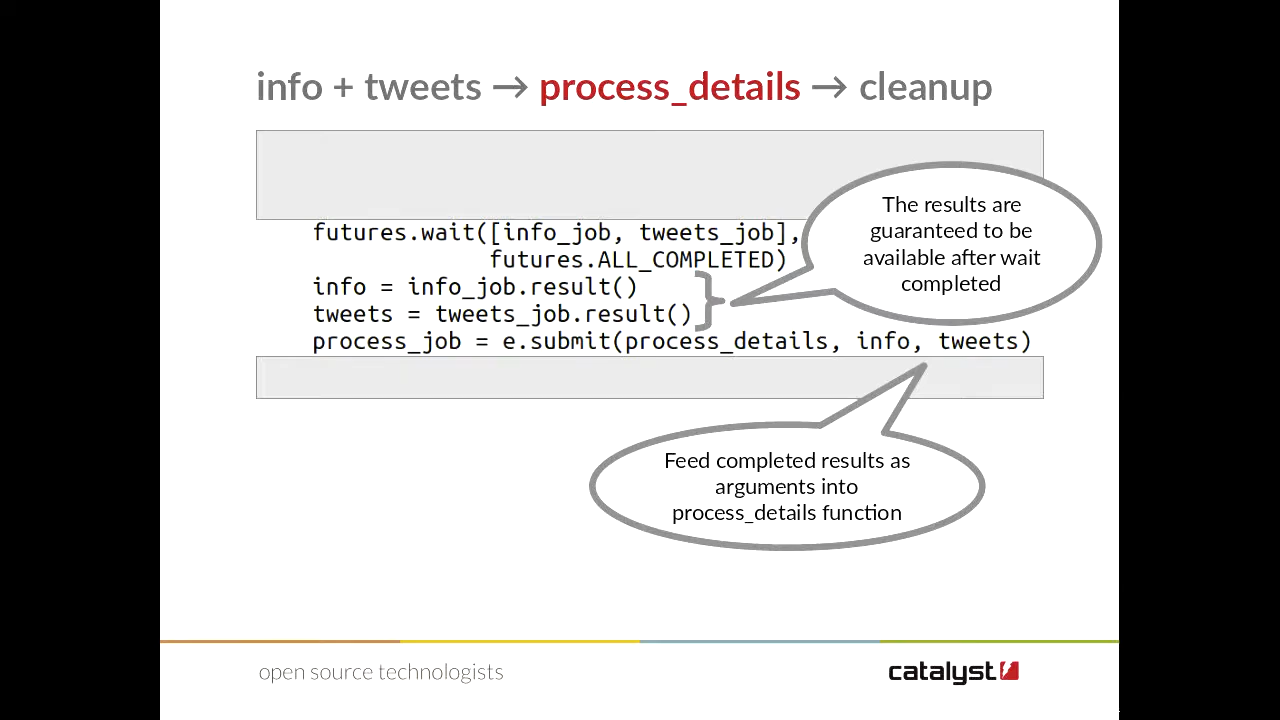 info + tweets → process_details → cleanup
futures.wait([info_job, tweets_job],
futures.ALL_COMPLETED)
info = info_job.result()
tweets = tweets_job.result()
process_job = e.submit(process_details, info, tweets)
The results are
guaranteed to be
available after wait
completed
Feed completed results as
arguments into
process_details function
open source technologists
catalyst